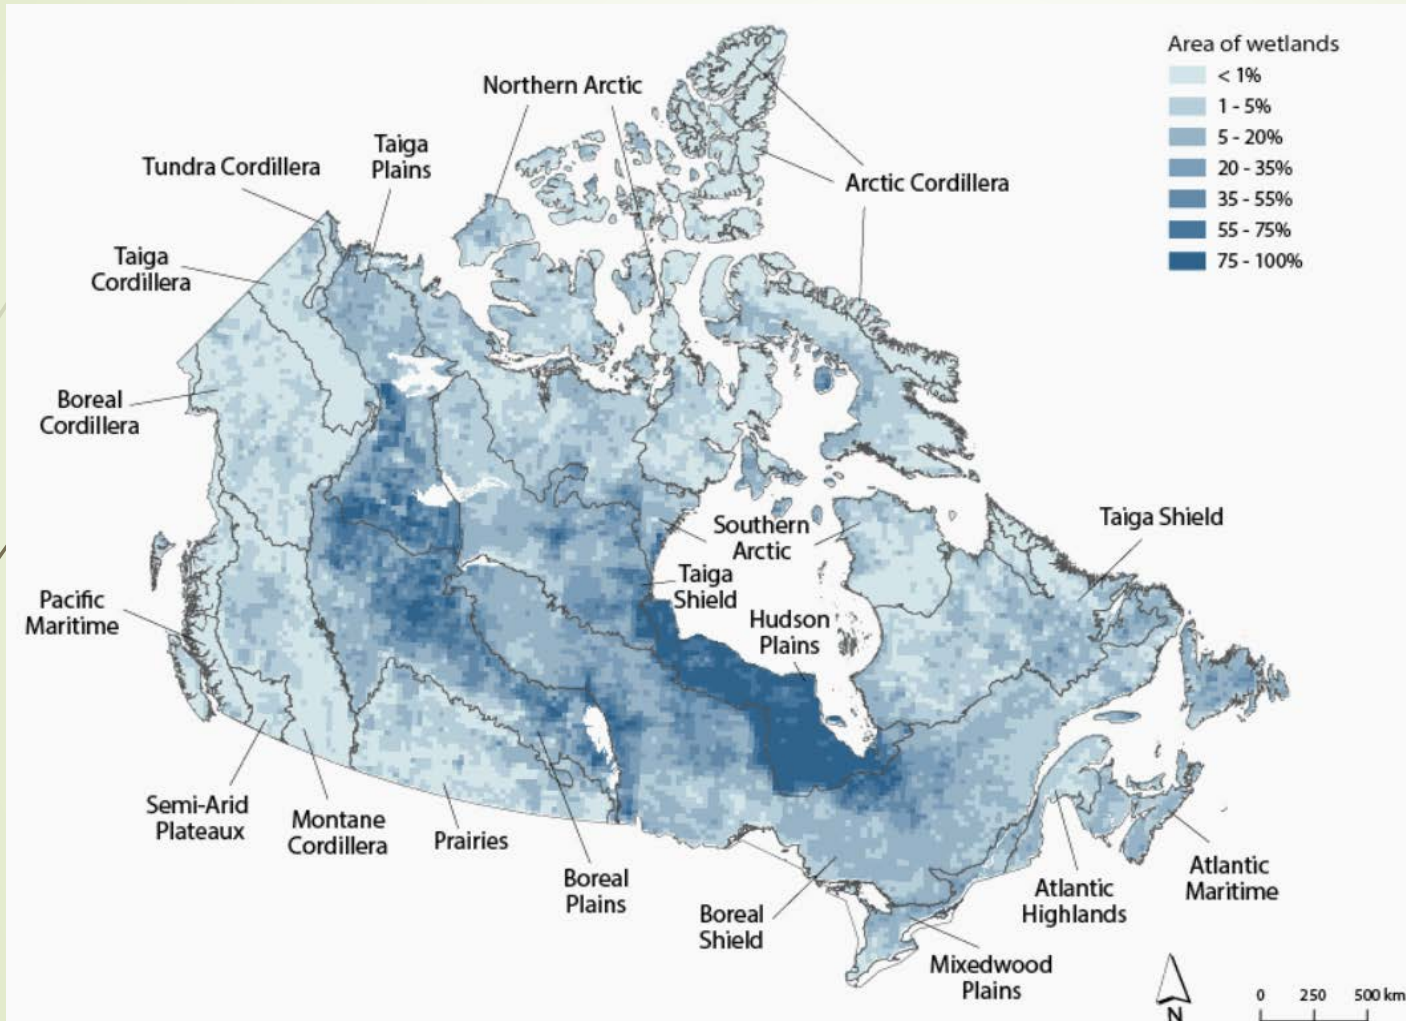 Area of wetlands
< 1%
1 - 5%
5 - 20%
20 - 35%
35 - 55%
55 - 75%
75 - 100%
Northern Arctic
Taiga
Plains
Tundra Cordillera
Arctic Cordillera
Taiga
Cordillera
Boreal
Cordillera
Southern
Arctic
Taiga Shield
Taiga
Shield
Pacific
Maritime
Hudson
Plains
Semi-Arid
Plateaux
Montane
Cordillera
Prairies
Boreal
Plains
Boreal
Shield
Atlantic
Maritime
Atlantic
Highlands
Mixedwood
Plains
N
0 250 500 km